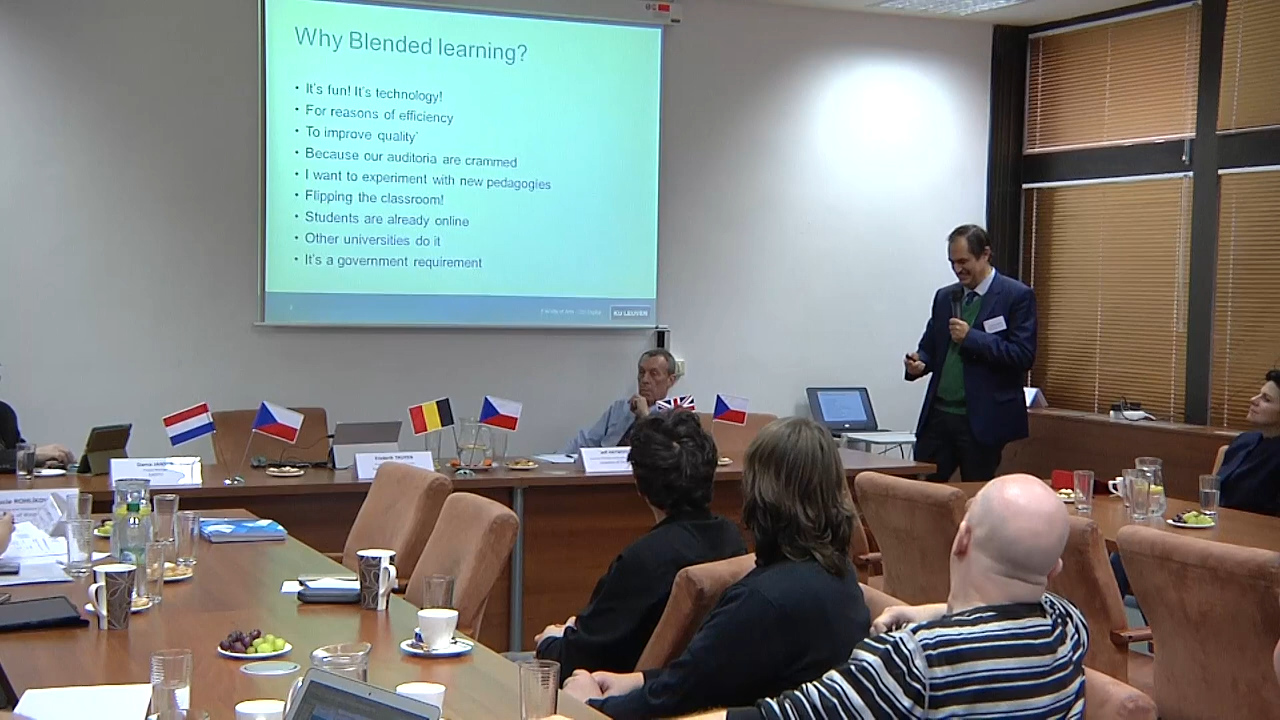 Why Blended learning?
• It's fun! It's technology!
• For reasons of efficiency
• To improve quality'
• Because our auditoria are crammed
• I want to experiment with new pedagogies
• Flipping the classroom!
• Students are already online
• Other universities do it
• It's a government requirement
KU LEUVEN
Frederik TRUYEN